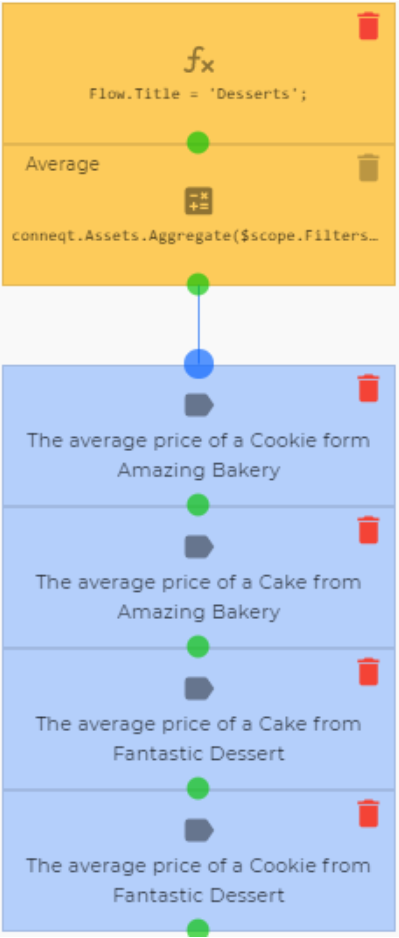 fx
Flow.Title = 'Desserts';
Average
conneqt.Assets.Aggregate($scope.Filters…
The average price of a Cookie form
Amazing Bakery
The average price of a Cake from
Amazing Bakery
The average price of a Cake from
Fantastic Dessert
The average price of a Cookie from
Fantastic Dessert